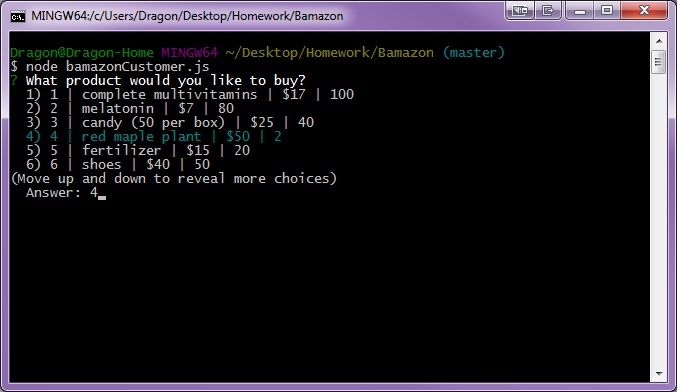 MINGW64:/c/Users/Dragon/Desktop/Homework/Bamazon
Dragon@Dragon-Home MINGW64 ~/Desktop/Homework/Bamazon (master)
$ node bamazonCustomer.js
? What product would you like to buy?
1) 1 | complete multivitamins | $17 | 100
2) 2 | melatonin | $7 | 80
3) 3 | candy (50 per box) | $25 | 40
4) 4 | red maple plant | $50 | 2
5) 5 | fertilizer | $15 | 20
6) 6 | shoes | $40 | 50
(Move up and down to reveal more choices)
Answer: 4